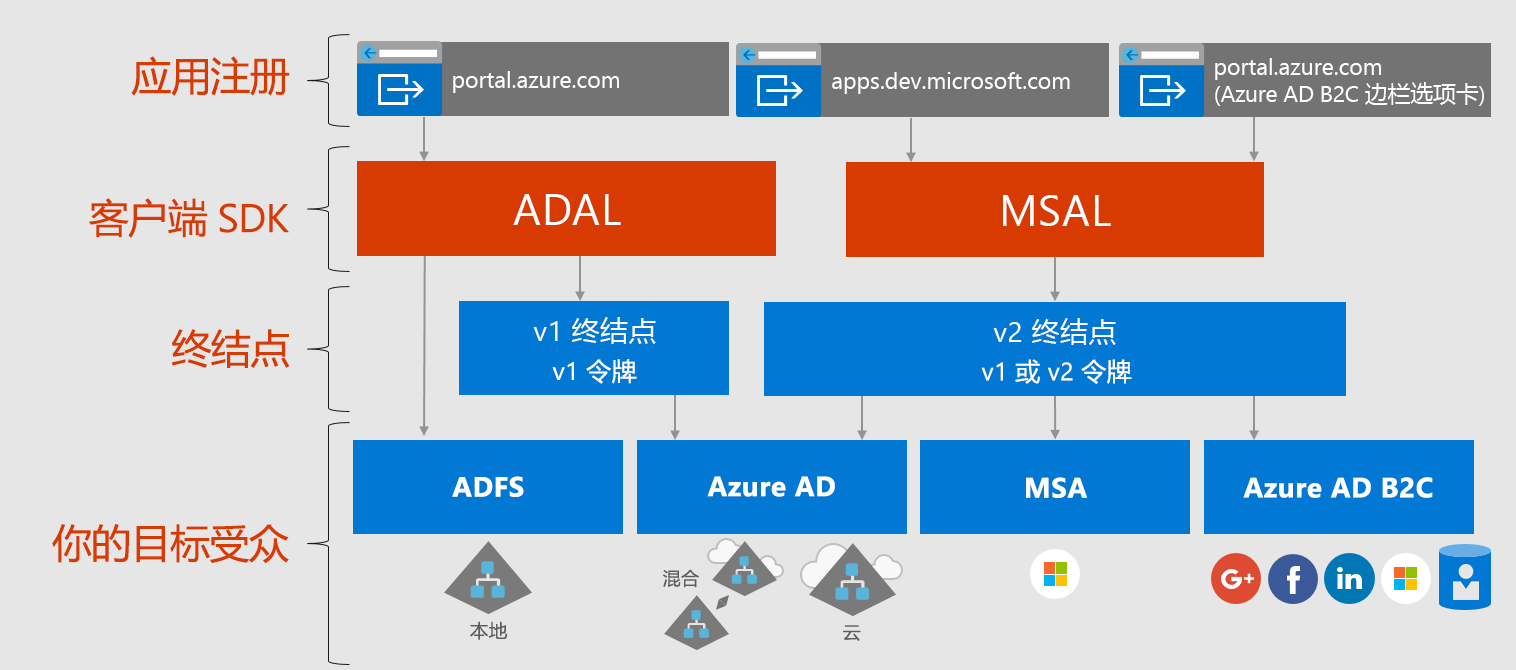 应用注册
portal.azure.com
apps.dev.microsoft.com
portal.azure.com
(Azure AD B2C 边栏选项卡)
客户端 SDK
ADAL
MSAL
终结点
v1 终结点
v1 令牌
v2 终结点
v1 或 v2 令牌
你的目标受众
ADFS
Azure AD
MSA
Azure AD B2C
本地
混合
云
G+
f
in